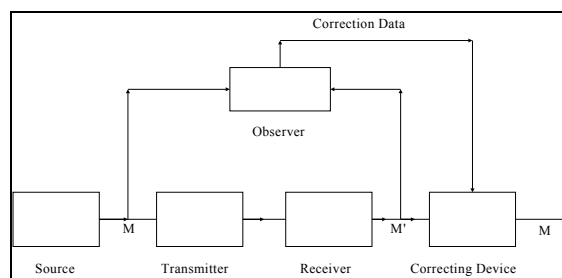 Correction Data
Observer
M M' M
Source Transmitter Receiver Correcting Device